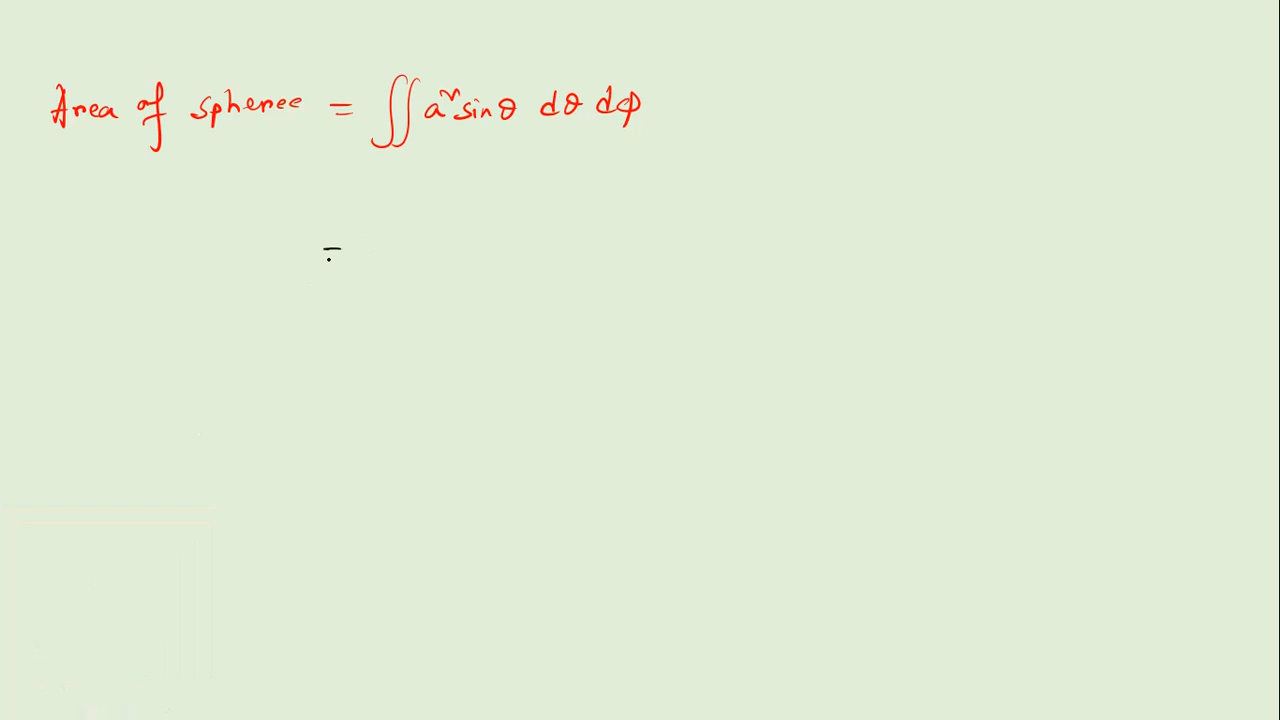 Area of spheree = ∬ a² sinθ dθ dφ
=